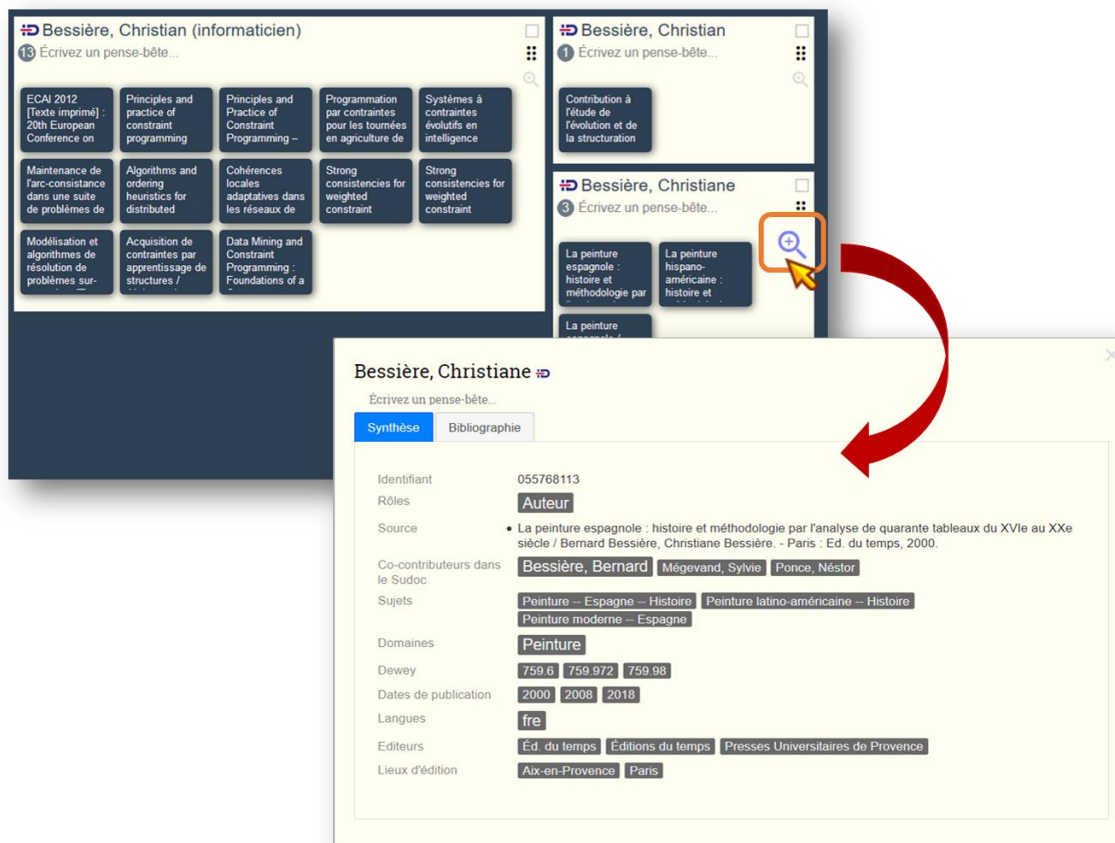 Bessière, Christian (informaticien)
13 Écrivez un pense-bête...
ECAI 2012
[Texte imprimé] :
20th European
Conference on
Principles and
practice of
constraint
programming
Principles and
Practice of
Constraint
Programming –
Programmation
par contraintes
pour les tournées
en agriculture de
Systèmes à
contraintes
évolutifs en
intelligence
Maintenance de
l'arc-consistance
dans une suite
de problèmes de
Algorithms and
ordering
heuristics for
distributed
Cohérences
locales
adaptatives dans
les réseaux de
Strong
consistencies for
weighted
constraint
Strong
consistencies for
weighted
constraint
Modélisation et
algorithmes de
résolution de
problèmes sur-
Acquisition de
contraintes par
apprentissage de
structures /
Data Mining and
Constraint
Programming :
Foundations of a
Bessière, Christian
1 Écrivez un pense-bête...
Contribution à
l'étude de
l'évolution et de
la structuration
Bessière, Christiane
3 Écrivez un pense-bête...
La peinture
espagnole :
histoire et
méthodologie par
La peinture
hispano-
américaine :
histoire et
La peinture
Bessière, Christiane
Écrivez un pense-bête...
Synthèse Bibliographie
Identifiant 055768113
Rôles Auteur
Source • La peinture espagnole : histoire et méthodologie par l'analyse de quarante tableaux du XVIe au XXe
siècle / Bernard Bessière, Christiane Bessière. - Paris : Ed. du temps, 2000.
Co-contributeurs dans
le Sudoc
Bessière, Bernard Mégevand, Sylvie Ponce, Néstor
Sujets Peinture -- Espagne -- Histoire Peinture latino-américaine -- Histoire
Peinture moderne -- Espagne
Domaines Peinture
Dewey 759.6 759.972 759.98
Dates de publication 2000 2008 2018
Langues fre
Editeurs Éd. du temps Éditions du temps Presses Universitaires de Provence
Lieux d'édition Aix-en-Provence Paris